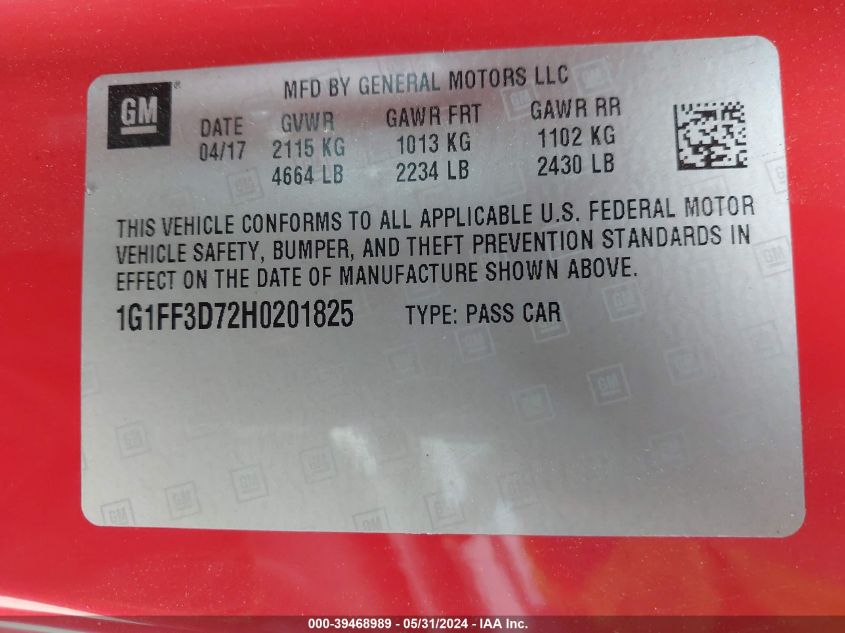 GM
MFD BY GENERAL MOTORS LLC
DATE GVWR GAWR FRT GAWR RR
04/17 2115 KG 1013 KG 1102 KG
4664 LB 2234 LB 2430 LB
THIS VEHICLE CONFORMS TO ALL APPLICABLE U.S. FEDERAL MOTOR
VEHICLE SAFETY, BUMPER, AND THEFT PREVENTION STANDARDS IN
EFFECT ON THE DATE OF MANUFACTURE SHOWN ABOVE.
1G1FF3D72H0201825 TYPE: PASS CAR
000-39468989 — 05/31/2024 — IAA Inc.